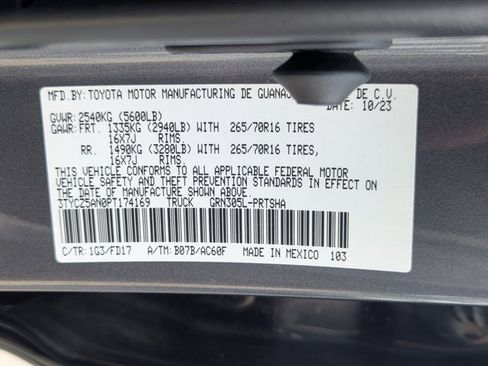 MFD.BY: TOYOTA MOTOR MANUFACTURING DE DE C.V.
DATE: 10/23
GVWR: 2540KG (5600LB)
GAWR: FRT. 1335KG (2940LB) WITH 265/70R16 TIRES
16X7J RIMS.
RR. 1490KG (3280LB) WITH 265/70R16 TIRES,
16X7J RIMS.
THIS VEHICLE CONFORMS TO ALL APPLICABLE FEDERAL MOTOR
VEHICLE SAFETY AND THEFT PREVENTION STANDARDS IN EFFECT ON
THE DATE OF MANUFACTURE SHOWN ABOVE.
3TYCZ5AN0PT174169 TRUCK GRN305L-PRTSHA
C/TR: 1G3/FD17 A/TM: B07B/AC60F MADE IN MEXICO 103